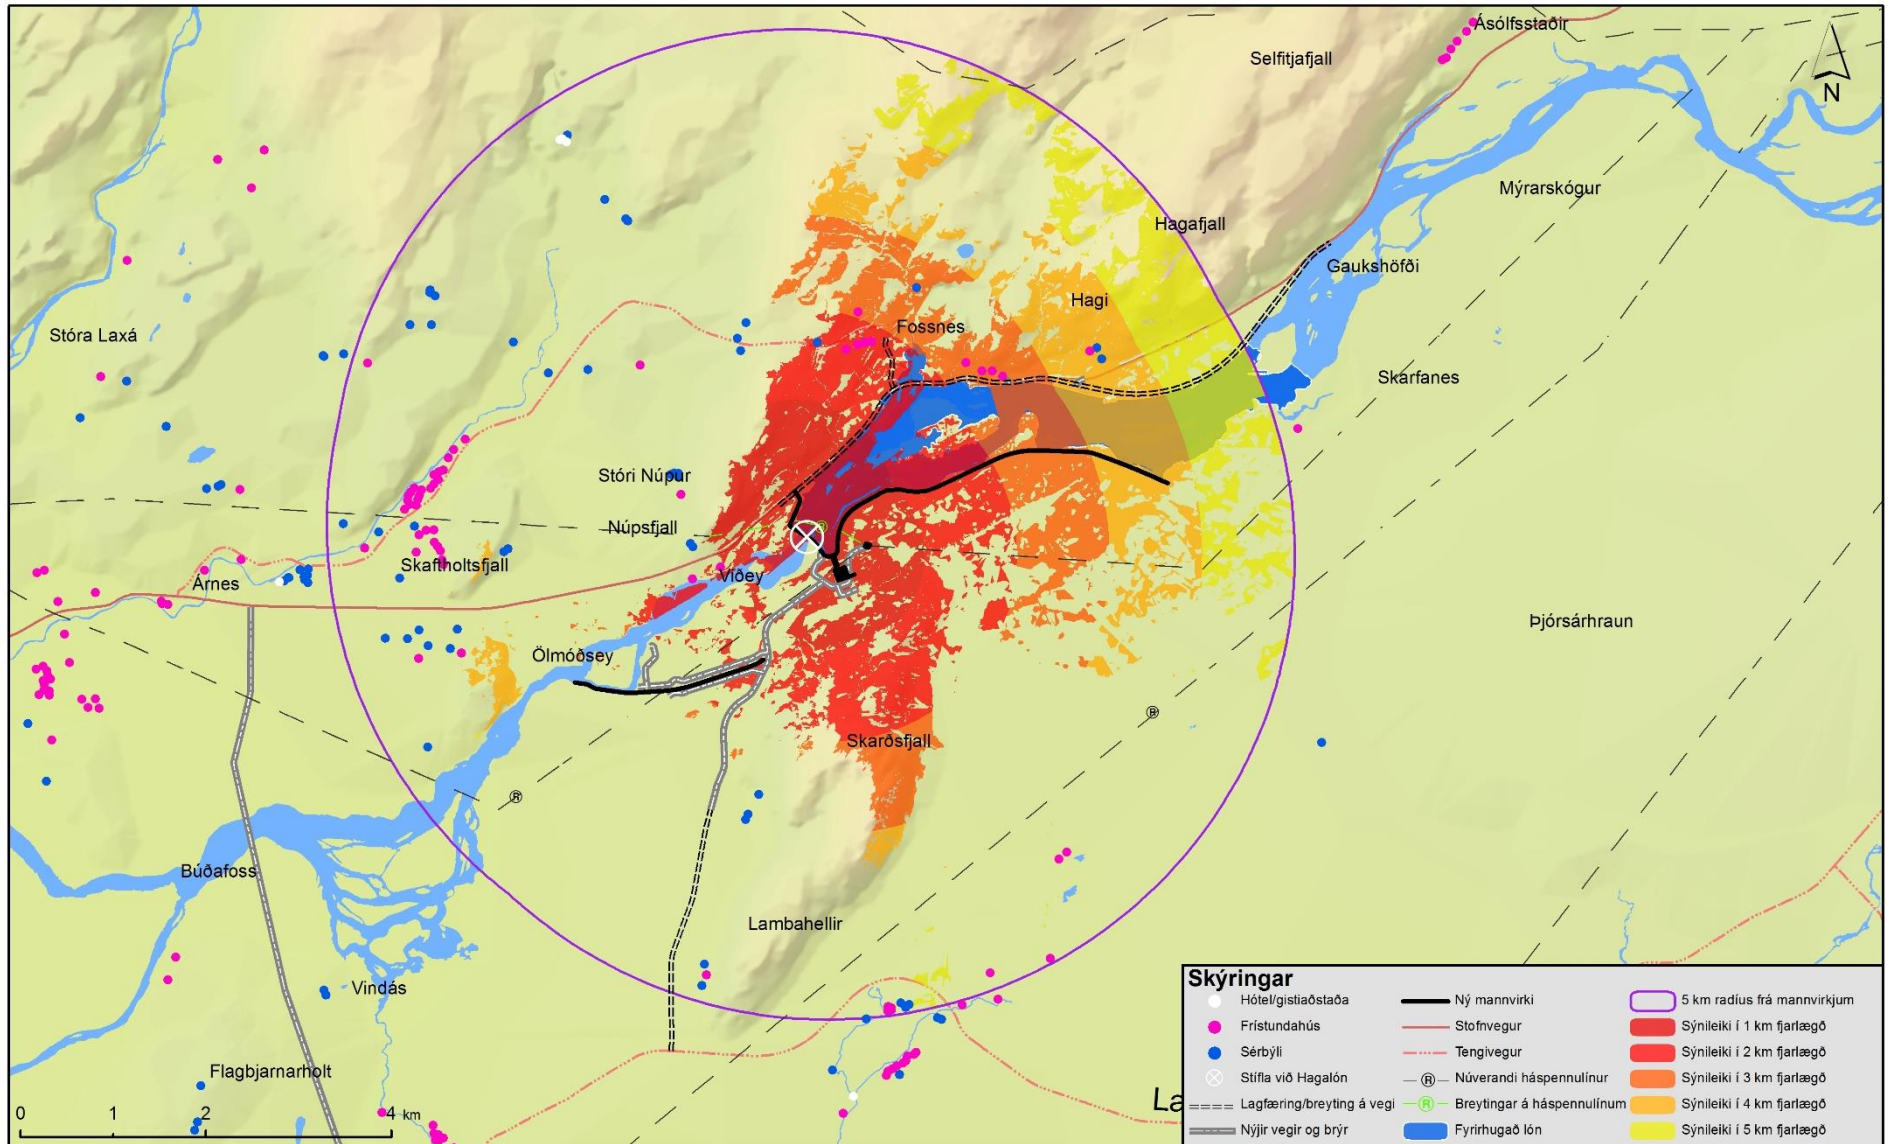 Ásólfsstaðir
Selfitjafjall
N
Mýrarskógur
Hagafjall
Gaukshöfði
Hagi
Stóra Laxá
Fossnes
Skarfanes
Stóri Núpur
Núpsfjall
Skaftholtsfjall
Viðey
Árnes
Þjórsárhraun
Ölmóðsey
R
R
R
Skarðsfjall
Búðafoss
Lambahellir
Vindás
Flagbjarnarholt
La
0 1 2 4 km
Skýringar
Hótel/gistiaðstaða
Frístundahús
Sérbýli
Stífla við Hagalón
Lagfæring/breyting á vegi
Nýjir vegir og brýr
Ný mannvirki
Stofnvegur
Tengivegur
R Núverandi háspennulínur
R Breytingar á háspennulínum
Fyrirhugað lón
5 km radíus frá mannvirkjum
Sýnileiki í 1 km fjarlægð
Sýnileiki í 2 km fjarlægð
Sýnileiki í 3 km fjarlægð
Sýnileiki í 4 km fjarlægð
Sýnileiki í 5 km fjarlægð